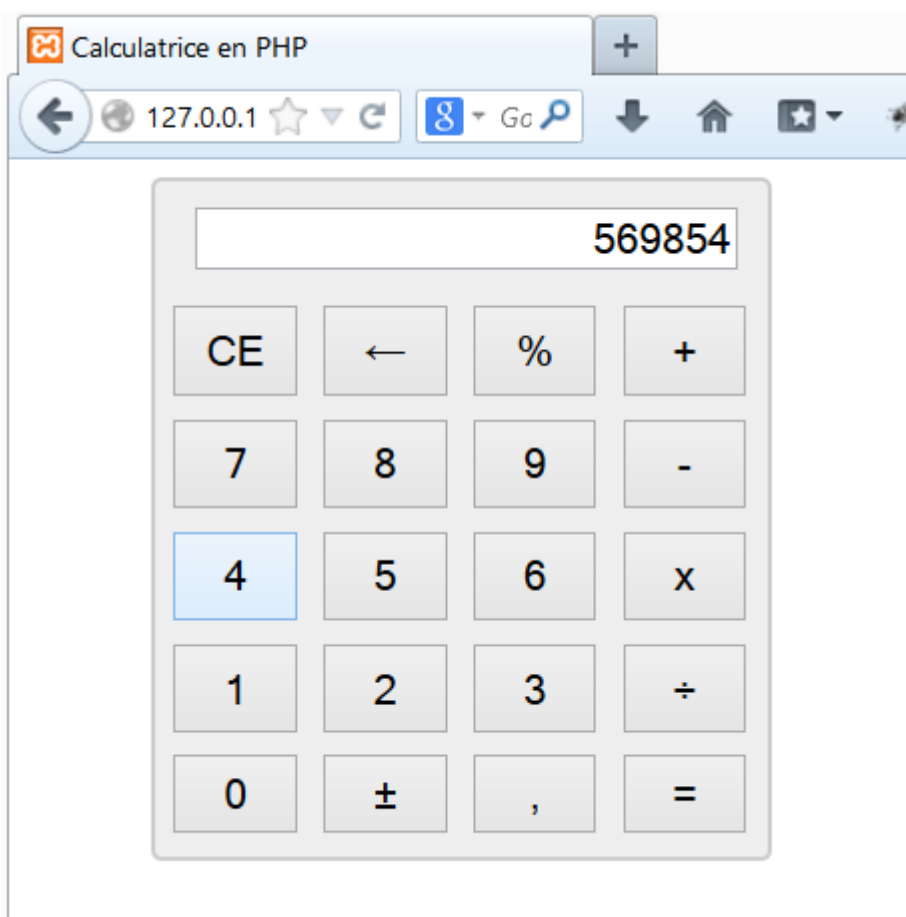 Calculatrice en PHP +
127.0.0.1 8 Go
569854
CE ← % +
7 8 9 -
4 5 6 x
1 2 3 ÷
0 ± , =